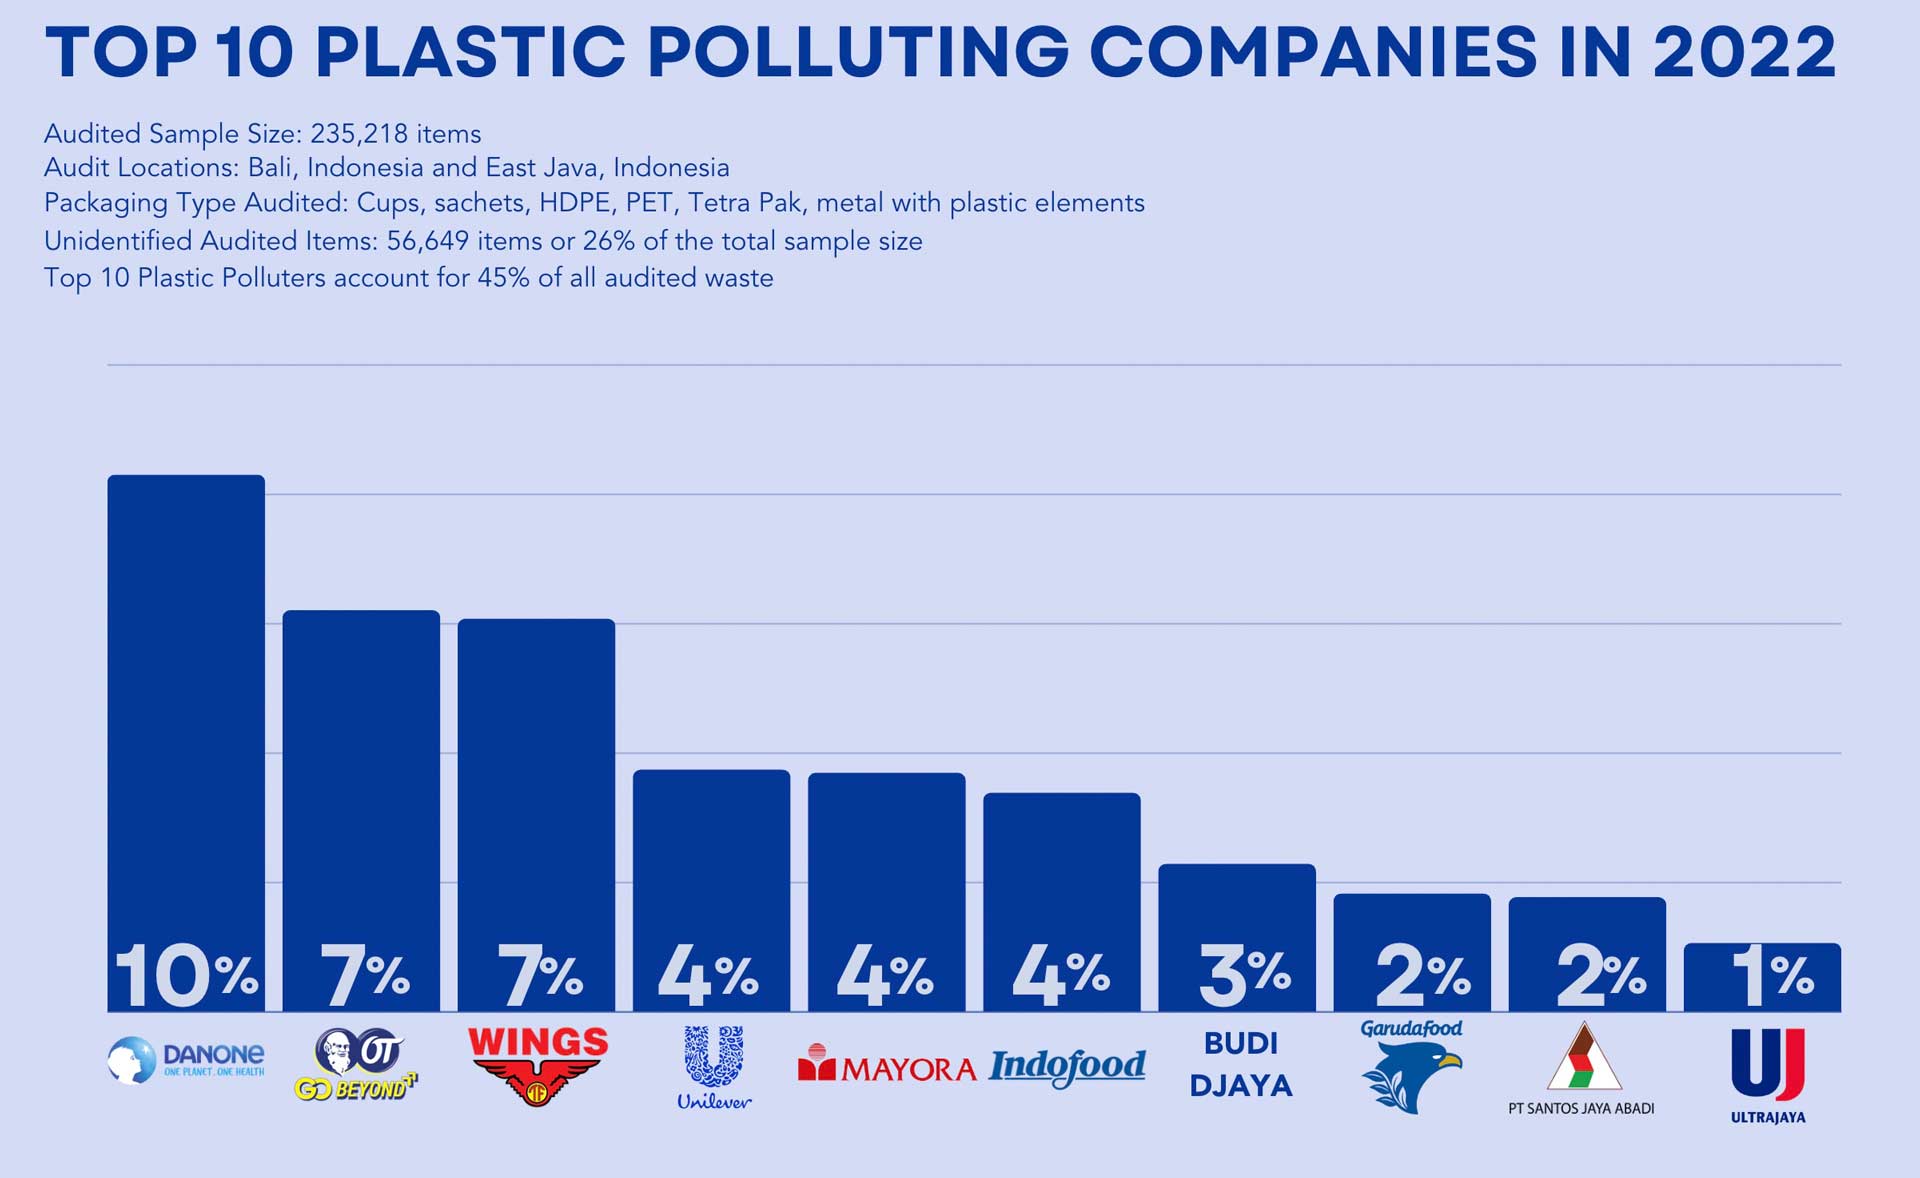 TOP 10 PLASTIC POLLUTING COMPANIES IN 2022
Audited Sample Size: 235,218 items
Audit Locations: Bali, Indonesia and East Java, Indonesia
Packaging Type Audited: Cups, sachets, HDPE, PET, Tetra Pak, metal with plastic elements
Unidentified Audited Items: 56,649 items or 26% of the total sample size
Top 10 Plastic Polluters account for 45% of all audited waste
10% 7% 7% 4% 4% 4% 3% 2% 2% 1%
DANONE
ONE PLANET. ONE HEALTH
OT
GO BEYOND
WINGS
Unilever
MAYORA
Indofood
BUDI
DJAYA
Garudafood
PT SANTOS JAYA ABADI
UJ
ULTRAJAYA